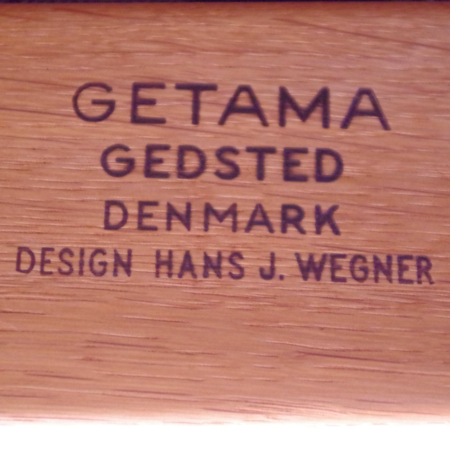 GETAMA
GEDSTED
DENMARK
DESIGN HANS J. WEGNER